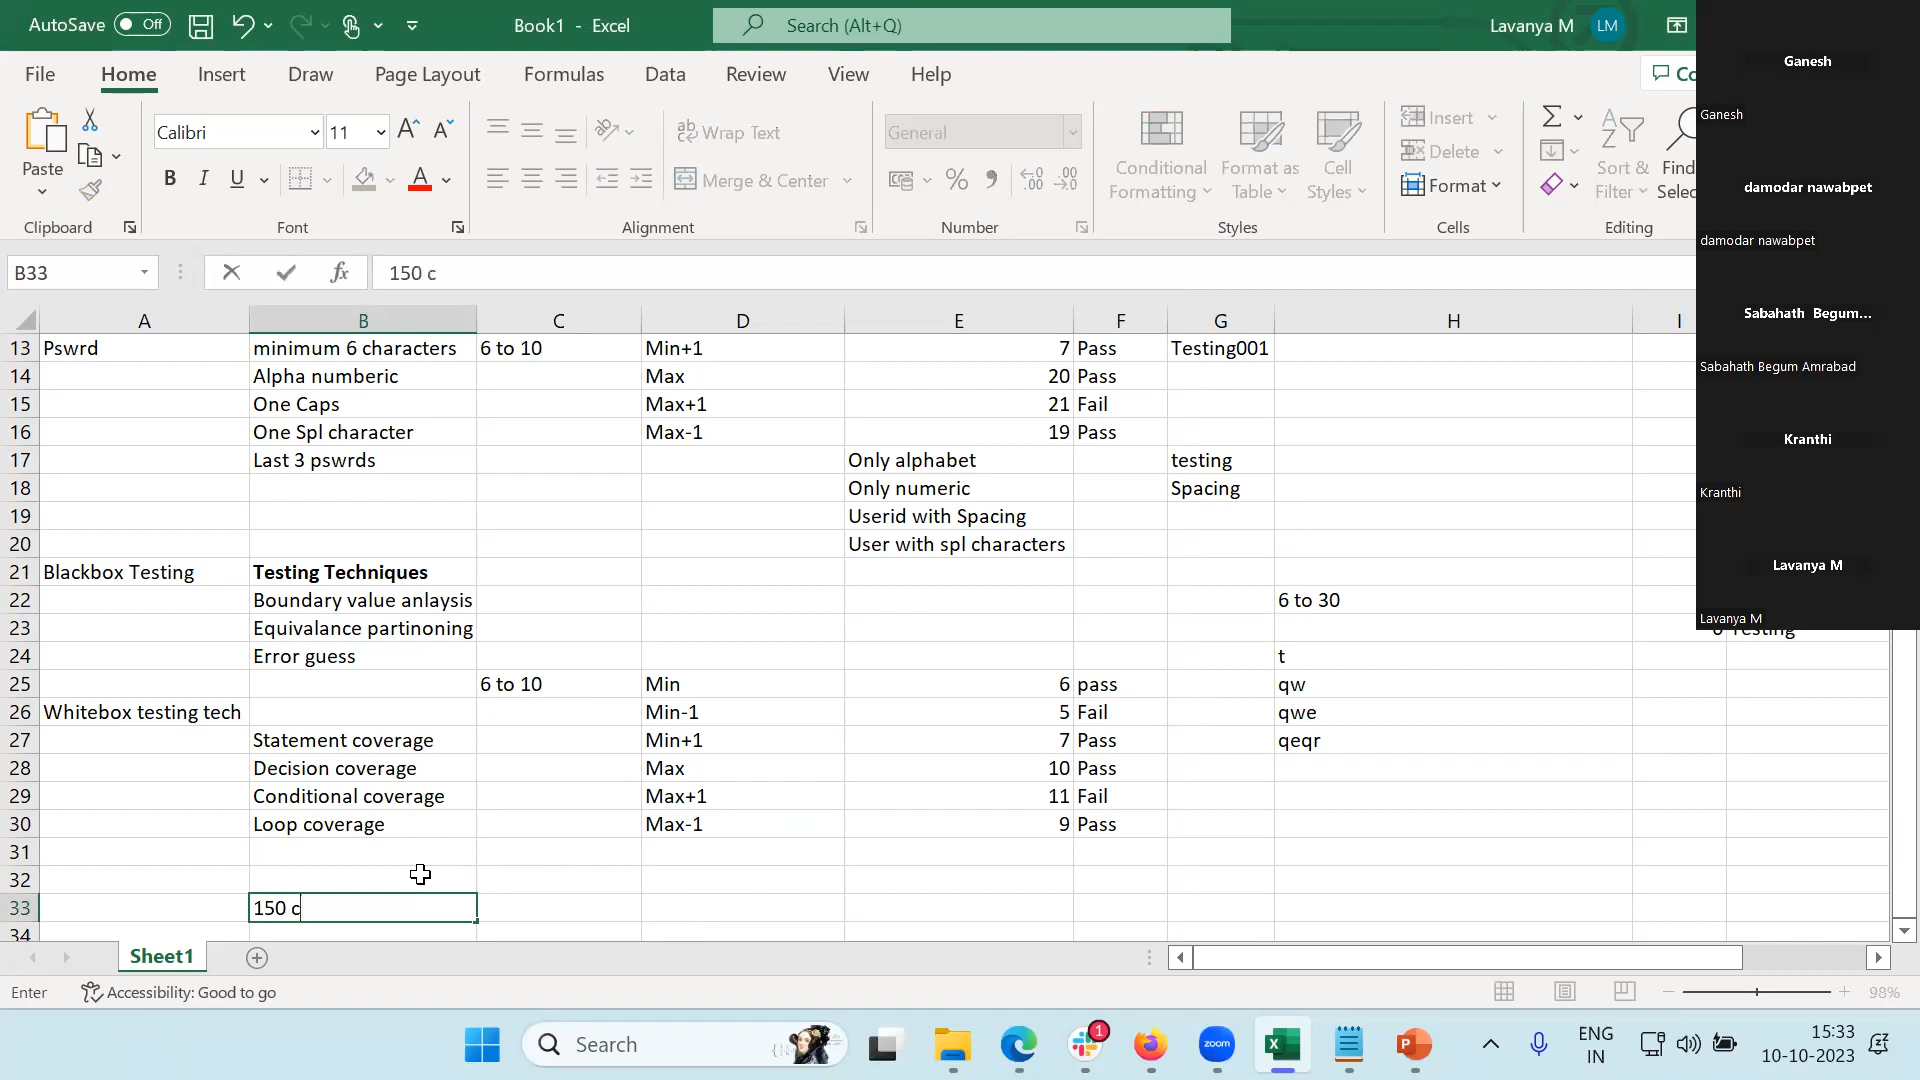 AutoSave Off Book1 - Excel Search (Alt+Q) Lavanya M LM
File Home Insert Draw Page Layout Formulas Data Review View Help
Calibri 11 Wrap Text General Insert
Paste Conditional Formatting Format as Table Cell Styles Delete Sort & Filter
B I U A Merge & Center % Format
Clipboard Font Alignment Number Styles Cells Editing
B33 fx 150 c
A B C D E F G H I
13 Pswrd minimum 6 characters 6 to 10 Min+1 7 Pass Testing001
14 Alpha numberic Max 20 Pass
15 One Caps Max+1 21 Fail
16 One Spl character Max-1 19 Pass
17 Last 3 pswrds Only alphabet testing
18 Only numeric Spacing
19 Userid with Spacing
20 User with spl characters
21 Blackbox Testing Testing Techniques
22 Boundary value anlaysis 6 to 30
23 Equivalance partinoning Testing
24 Error guess t
25 6 to 10 Min 6 pass qw
26 Whitebox testing tech Min-1 5 Fail qwe
27 Statement coverage Min+1 7 Pass qeqr
28 Decision coverage Max 10 Pass
29 Conditional coverage Max+1 11 Fail
30 Loop coverage Max-1 9 Pass
31
32
33 150 c
34
Sheet1
Enter Accessibility: Good to go 98%
Search 1 zoom ENG IN 15:33 10-10-2023
Ganesh
Ganesh
damodar nawabpet
damodar nawabpet
Sabahath Begum...
Sabahath Begum Amrabad
Kranthi
Kranthi
Lavanya M
Lavanya M